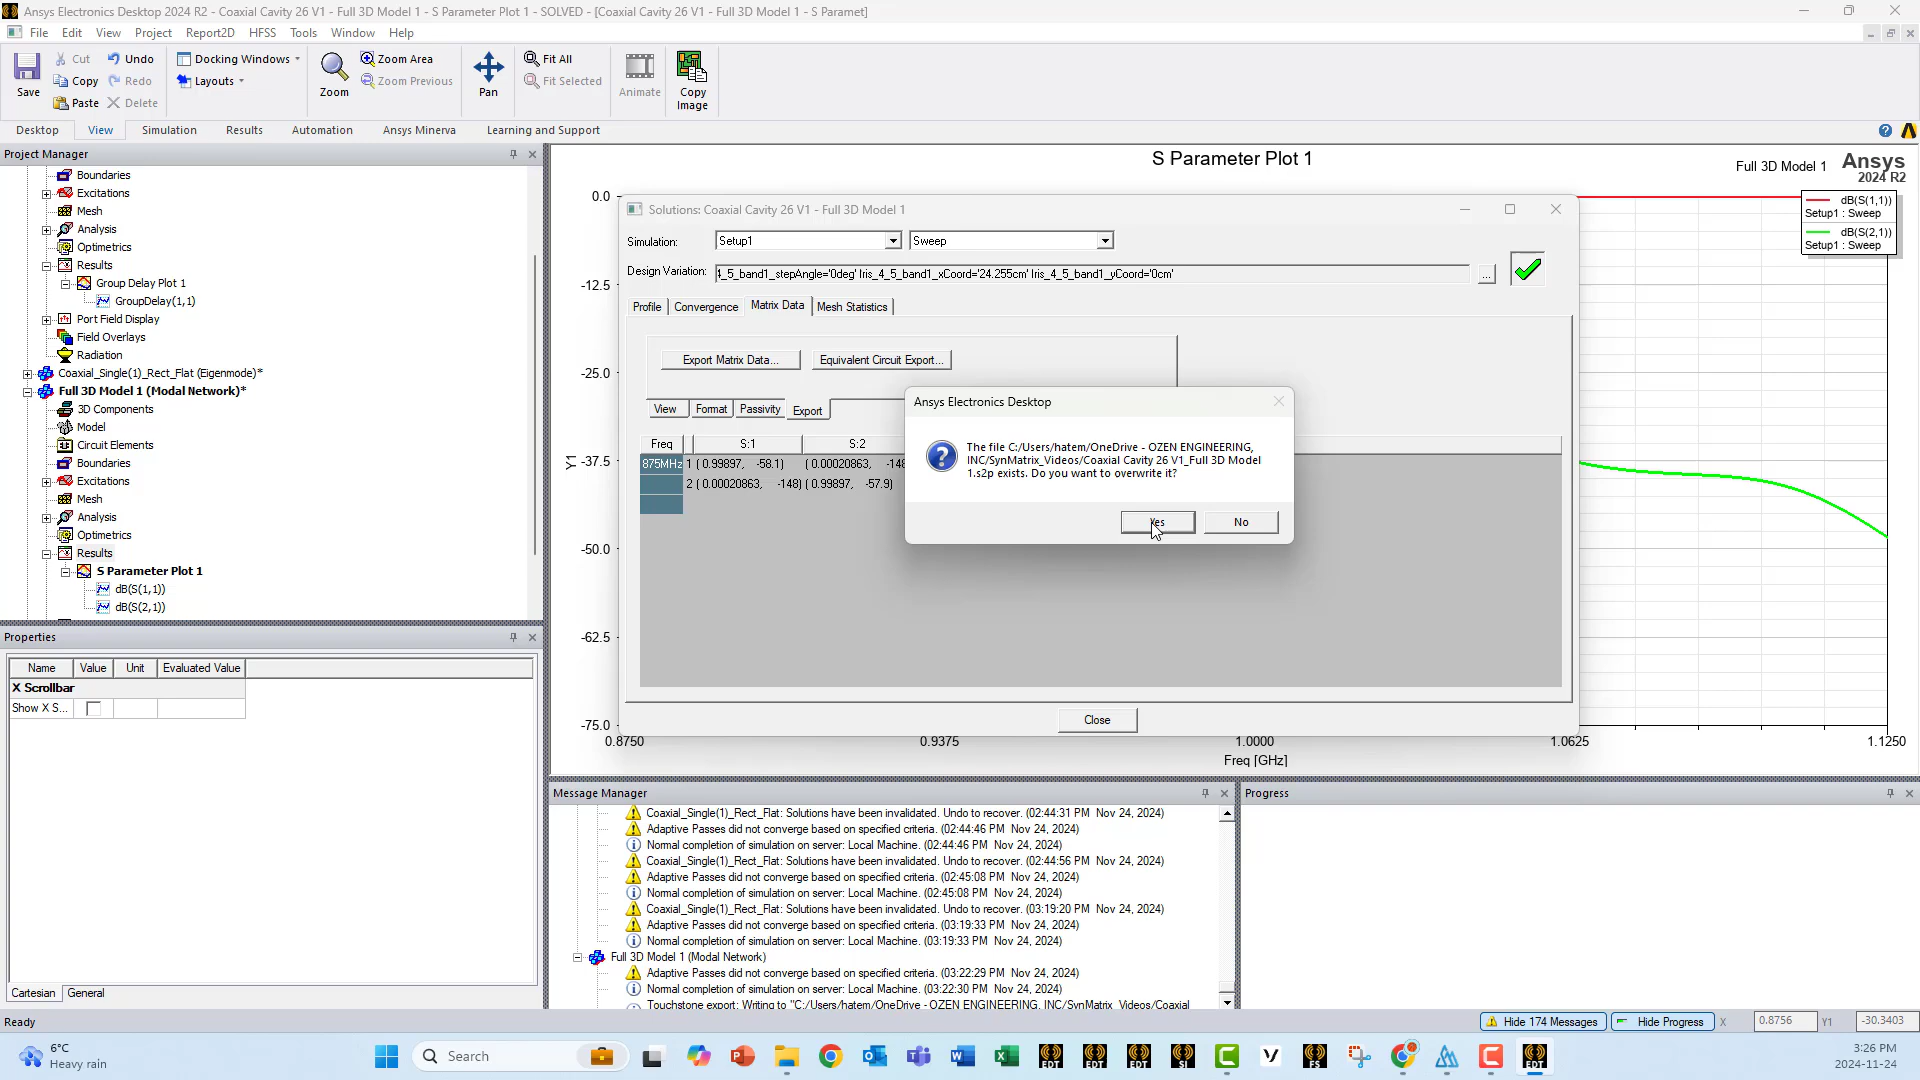 Ansys Electronics Desktop 2024 R2 - Coaxial Cavity 26 V1 - Full 3D Model 1 - S Parameter Plot 1 - SOLVED - [Coaxial Cavity 26 V1 - Full 3D Model 1 - S Paramet]
File Edit View Project Report2D HFSS Tools Window Help
Save Cut Copy Paste Undo Redo Delete Docking Windows Layouts Zoom Zoom Area Zoom Previous Pan Fit All Fit Selected Animate Copy Image
Desktop View Simulation Results Automation Ansys Minerva Learning and Support
Project Manager
Boundaries
Excitations
Mesh
Analysis
Optimetrics
Results
Group Delay Plot 1
GroupDelay(1,1)
Port Field Display
Field Overlays
Radiation
Coaxial_Single(1)_Rect_Flat (Eigenmode)*
Full 3D Model 1 (Modal Network)*
3D Components
Model
Circuit Elements
Boundaries
Excitations
Mesh
Analysis
Optimetrics
Results
S Parameter Plot 1
dB(S(1,1))
dB(S(2,1))
Properties
Name Value Unit Evaluated Value
X Scrollbar
Show X S...
Cartesian General
S Parameter Plot 1
Full 3D Model 1
Ansys
2024 R2
dB(S(1,1))
Setup1 : Sweep
dB(S(2,1))
Setup1 : Sweep
0.0
-12.5
-25.0
-37.5
-50.0
-62.5
-75.0
Y1
0.8750 0.9375 1.0000 1.0625 1.1250
Freq [GHz]
Solutions: Coaxial Cavity 26 V1 - Full 3D Model 1
Simulation: Setup1 Sweep
Design Variation: _5_band1_stepAngle='0deg' Iris_4_5_band1_xCoord='24.255cm' Iris_4_5_band1_yCoord='0cm' ...
Profile Convergence Matrix Data Mesh Statistics
Export Matrix Data... Equivalent Circuit Export...
View Format Passivity Export
Freq S:1 S:2
875MHz 1 ( 0.99897, -58.1) ( 0.00020863, -148
2 ( 0.00020863, -148) ( 0.99897, -57.9)
Close
Ansys Electronics Desktop
The file C:/Users/hatem/OneDrive - OZEN ENGINEERING,
INC/SynMatrix_Videos/Coaxial Cavity 26 V1_Full 3D Model
1.s2p exists. Do you want to overwrite it?
Yes No
Message Manager
Coaxial_Single(1)_Rect_Flat: Solutions have been invalidated. Undo to recover. (02:44:31 PM Nov 24, 2024)
Adaptive Passes did not converge based on specified criteria. (02:44:46 PM Nov 24, 2024)
Normal completion of simulation on server: Local Machine. (02:44:46 PM Nov 24, 2024)
Coaxial_Single(1)_Rect_Flat: Solutions have been invalidated. Undo to recover. (02:44:56 PM Nov 24, 2024)
Adaptive Passes did not converge based on specified criteria. (02:45:08 PM Nov 24, 2024)
Normal completion of simulation on server: Local Machine. (02:45:08 PM Nov 24, 2024)
Coaxial_Single(1)_Rect_Flat: Solutions have been invalidated. Undo to recover. (03:19:20 PM Nov 24, 2024)
Adaptive Passes did not converge based on specified criteria. (03:19:33 PM Nov 24, 2024)
Normal completion of simulation on server: Local Machine. (03:19:33 PM Nov 24, 2024)
Full 3D Model 1 (Modal Network)
Adaptive Passes did not converge based on specified criteria. (03:22:29 PM Nov 24, 2024)
Normal completion of simulation on server: Local Machine. (03:22:30 PM Nov 24, 2024)
Touchstone export: Writing to "C:/Users/hatem/OneDrive - OZEN ENGINEERING, INC/SynMatrix_Videos/Coaxial
Progress
Ready
Hide 174 Messages Hide Progress X 0.8756 Y1 -30.3403
6°C
Heavy rain
Search
EDT EDT EDT SI FS EDT
3:26 PM
2024-11-24